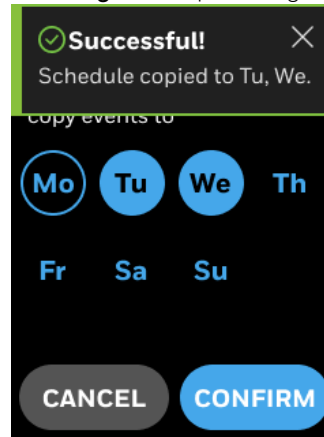 Successful!
Schedule copied to Tu, We.
copy events to
Mo Tu We Th
Fr Sa Su
CANCEL CONFIRM